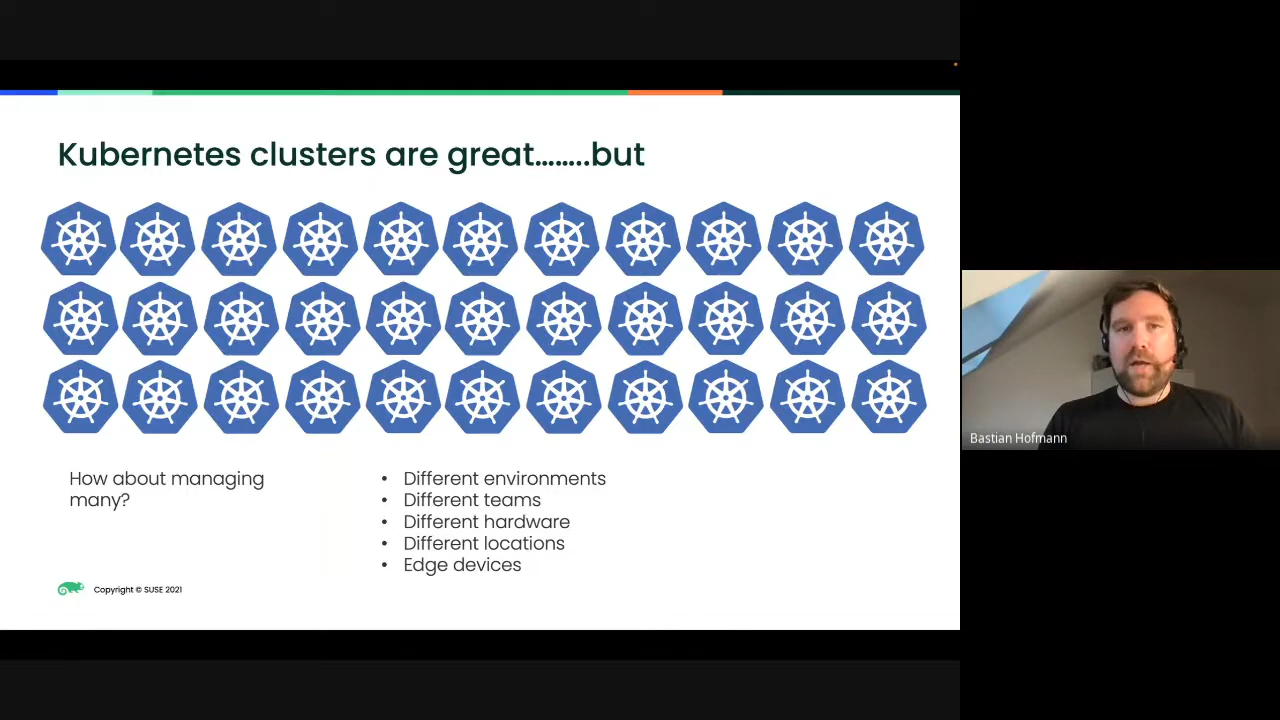 Kubernetes clusters are great........but
How about managing
many?
• Different environments
• Different teams
• Different hardware
• Different locations
• Edge devices
Copyright © SUSE 2021
Bastian Hofmann